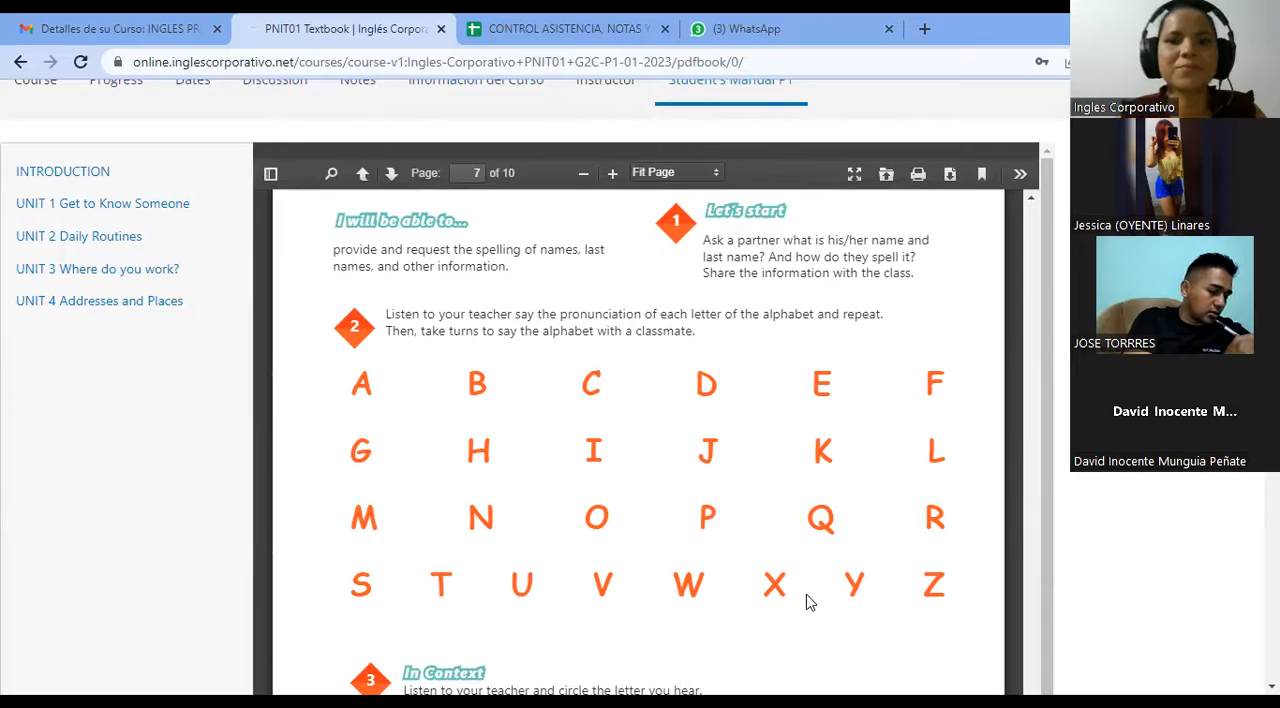 Detalles de su Curso: INGLES PRI
PNIT01 Textbook | Inglés Corpora
CONTROL ASISTENCIA, NOTAS Y
(3) WhatsApp
online.inglescorporativo.net/courses/course-v1:Ingles-Corporativo+PNIT01+G2C-P1-01-2023/pdfbook/0/
Course
Progress
Dates
Discussion
Notes
Información del Curso
Instructor
Student's Manual P1
INTRODUCTION
UNIT 1 Get to Know Someone
UNIT 2 Daily Routines
UNIT 3 Where do you work?
UNIT 4 Addresses and Places
Page: 7 of 10
Fit Page
I will be able to...
provide and request the spelling of names, last
names, and other information.
1
Let's start
Ask a partner what is his/her name and
last name? And how do they spell it?
Share the information with the class.
2
Listen to your teacher say the pronunciation of each letter of the alphabet and repeat.
Then, take turns to say the alphabet with a classmate.
A B C D E F
G H I J K L
M N O P Q R
S T U V W X Y Z
3
In Context
Listen to your teacher and circle the letter you hear.
Ingles Corporativo
Jessica (OYENTE) Linares
JOSE TORRRES
David Inocente M...
David Inocente Munguia Peñate